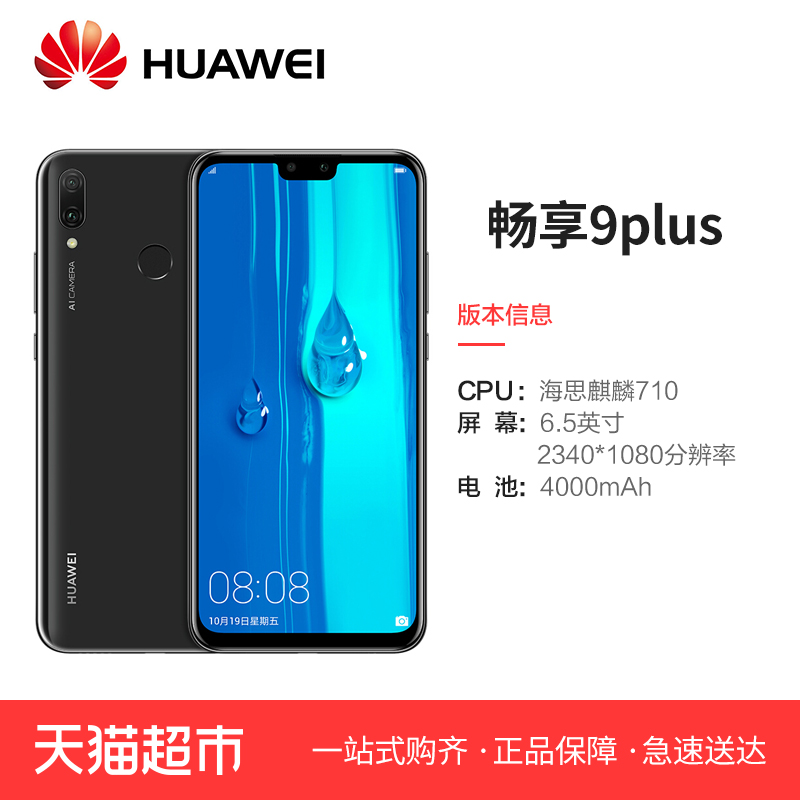 HUAWEI
AI CAMERA
HUAWEI
08:08
10月19日星期五
畅享9plus
版本信息
CPU：海思麒麟710
屏 幕：6.5英寸
2340*1080分辨率
电 池：4000mAh
天猫超市
一站式购齐·正品保障·急速送达